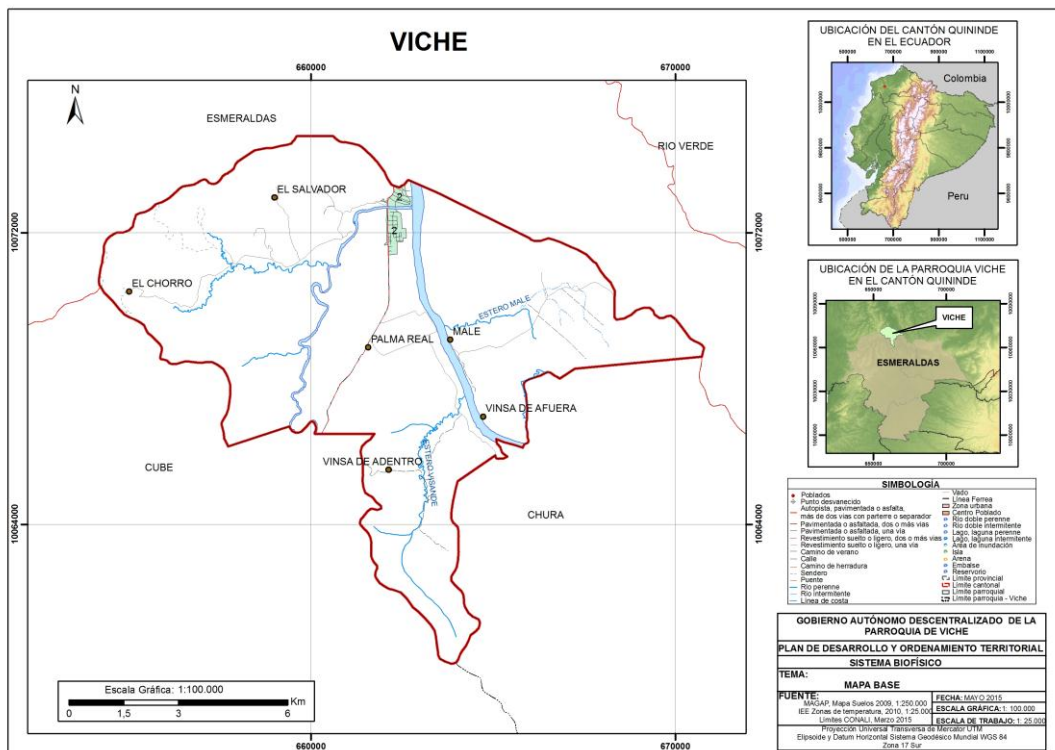 VICHE
660000
670000
N
ESMERALDAS
RIO VERDE
EL SALVADOR
2
2
10072000
10072000
EL CHORRO
ESTERO MALE
MALE
PALMA REAL
VINSA DE AFUERA
CUBE
VINSA DE ADENTRO
ESTERO VISANDE
CHURA
10064000
10064000
Escala Gráfica: 1:100.000
Km
0 1,5 3 6
660000
670000
UBICACIÓN DEL CANTÓN QUININDE
EN EL ECUADOR
Colombia
Peru
UBICACIÓN DE LA PARROQUIA VICHE
EN EL CANTÓN QUININDE
VICHE
ESMERALDAS
SIMBOLOGÍA
Poblados
Punto desvanecido
Autopista, pavimentada o asfalta,
más de dos vias con parterre o separador
Pavimentada o asfaltada, dos o más vias
Pavimentada o asfaltada, una vía
Revestimiento suelto o ligero, dos o más vias
Revestimiento suelto o ligero, una vía
Camino de verano
Calle
Camino de herradura
Sendero
Puente
Río perenne
Río intermitente
Línea de costa
Vado
Línea Ferrea
Zona urbana
Centro Poblado
Río doble perenne
Río doble intermitente
Lago, laguna perenne
Lago, laguna intermitente
Área de inundación
Isla
Arena
Embalse
Reservorio
Límite provincial
Límite cantonal
Límite parroquial
Límite parroquia - Viche
GOBIERNO AUTÓNOMO DESCENTRALIZADO DE LA
PARROQUIA DE VICHE
PLAN DE DESARROLLO Y ORDENAMIENTO TERRITORIAL
SISTEMA BIOFÍSICO
TEMA:
MAPA BASE
FUENTE:
MAGAP, Mapa Suelos 2009, 1:250.000
IEE Zonas de temperatura, 2010, 1:25.000
Límites CONALI, Marzo 2015
FECHA: MAYO 2015
ESCALA GRÁFICA: 1: 100.000
ESCALA DE TRABAJO: 1: 25.000
Proyección Universal Transversa de Mercator UTM
Elipsoide y Datum Horizontal Sistema Geodésico Mundial WGS 84
Zona 17 Sur